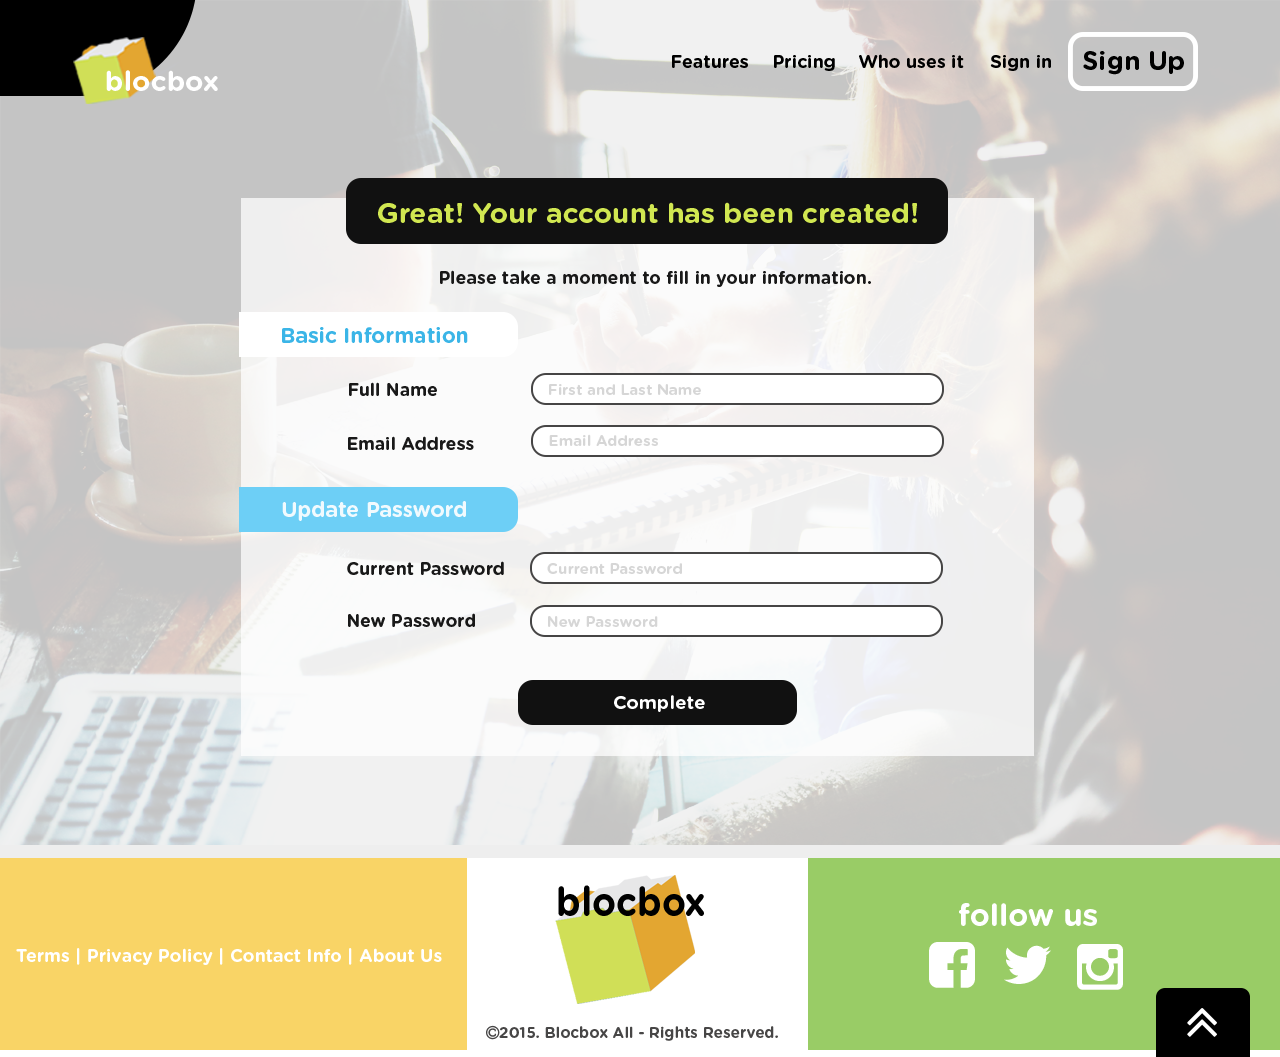 blocbox
Features Pricing Who uses it Sign in Sign Up
Great! Your account has been created!
Please take a moment to fill in your information.
Basic Information
Full Name First and Last Name
Email Address Email Address
Update Password
Current Password Current Password
New Password New Password
Complete
Terms | Privacy Policy | Contact Info | About Us
blocbox
©2015. Blocbox All - Rights Reserved.
follow us